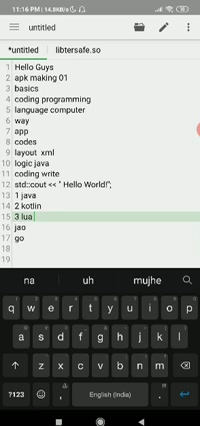 11:16 PM | 14.8KB/s
untitled
*untitled libtersafe.so
1 Hello Guys
2 apk making 01
3 basics
4 coding programming
5 language computer
6 way
7 app
8 codes
9 layout xml
10 logic java
11 coding write
12 std::cout << " Hello World!";
13 1 java
14 2 kotlin
15 3 lua
16 jao
17 go
18
19
na uh mujhe
q w e r t y u i o p
a s d f g h j k l
z x c v b n m
?123 , English (India) .